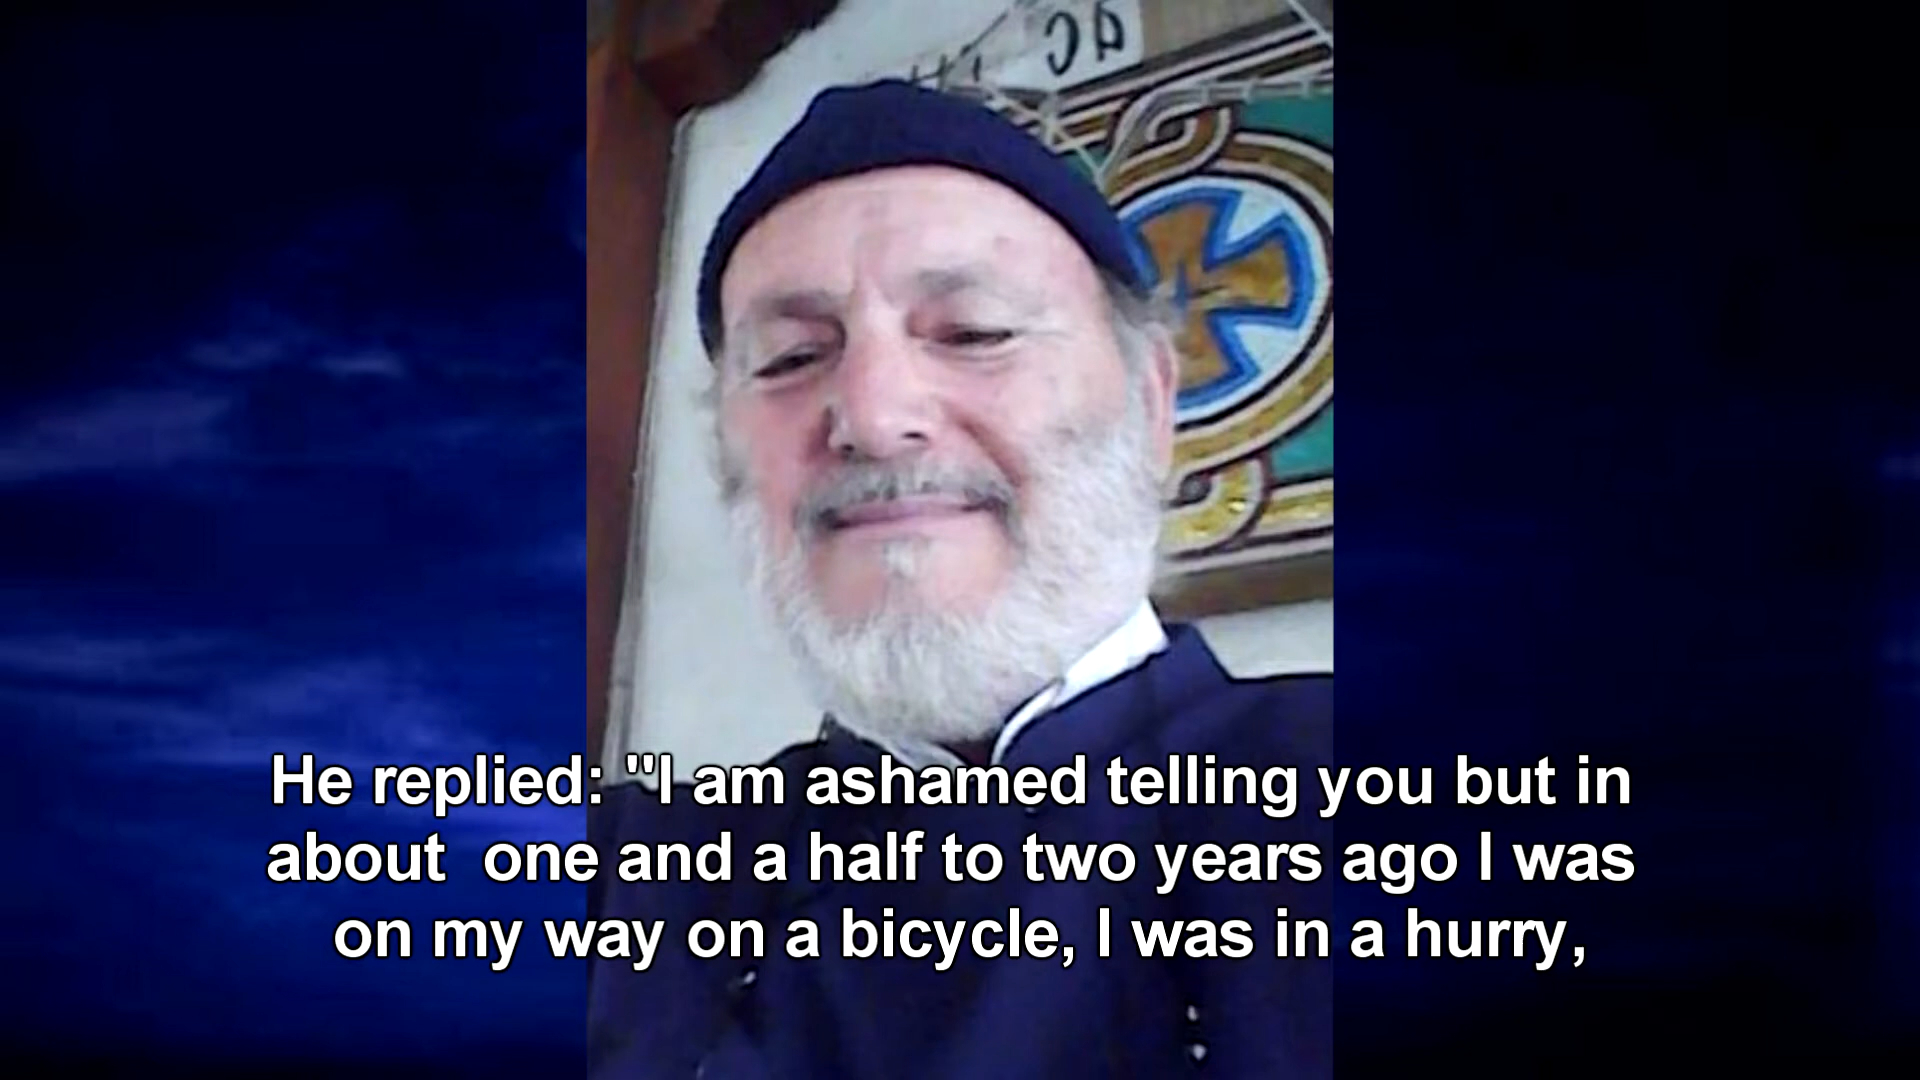 He replied: "I am ashamed telling you but in
about  one and a half to two years ago I was
on my way on a bicycle, I was in a hurry,